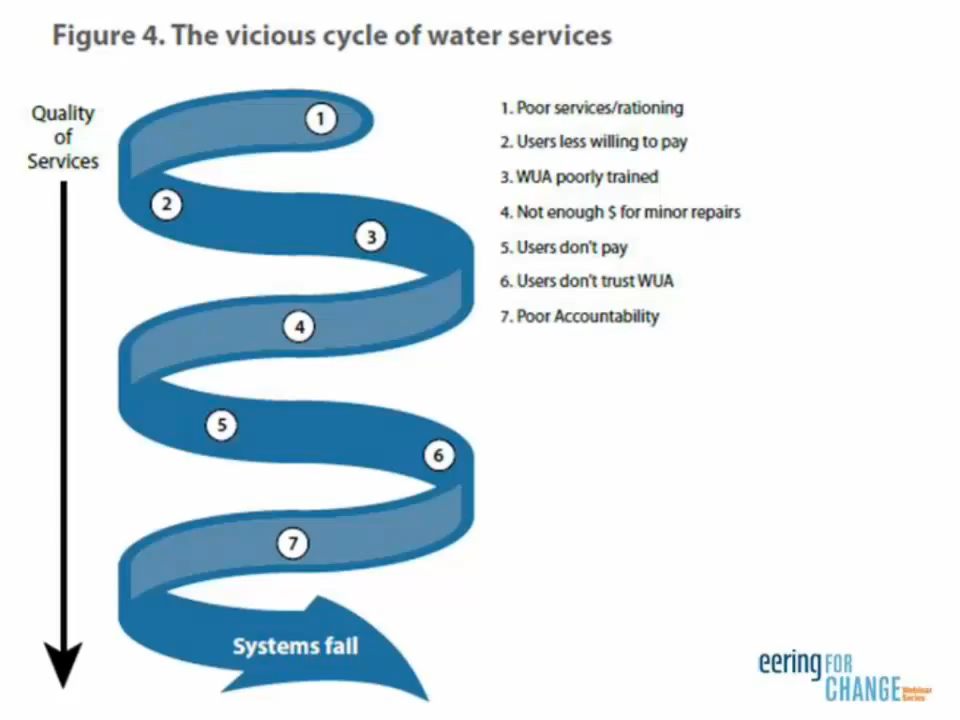 Figure 4. The vicious cycle of water services
Quality
of
Services
1
2
3
4
5
6
7
Systems fail
1. Poor services/rationing
2. Users less willing to pay
3. WUA poorly trained
4. Not enough $ for minor repairs
5. Users don't pay
6. Users don't trust WUA
7. Poor Accountability
eering FOR
CHANGE Webinar
Series